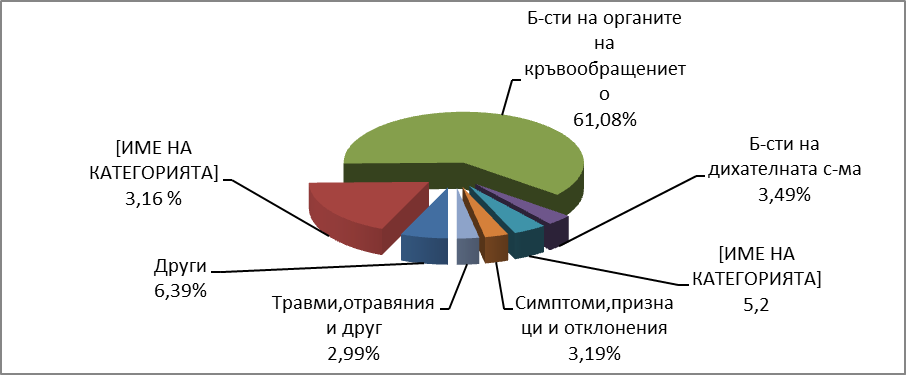 Б-сти на органите
на
кръвообращениет
о
61,08%
[ИМЕ НА
КАТЕГОРИЯТА]
3,16 %
Б-сти на
дихателната с-ма
3,49%
[ИМЕ НА
КАТЕГОРИЯТА]
5,2
Други
6,39%
Травми,отравяния
и друг
2,99%
Симптоми,призна
ци и отклонения
3,19%